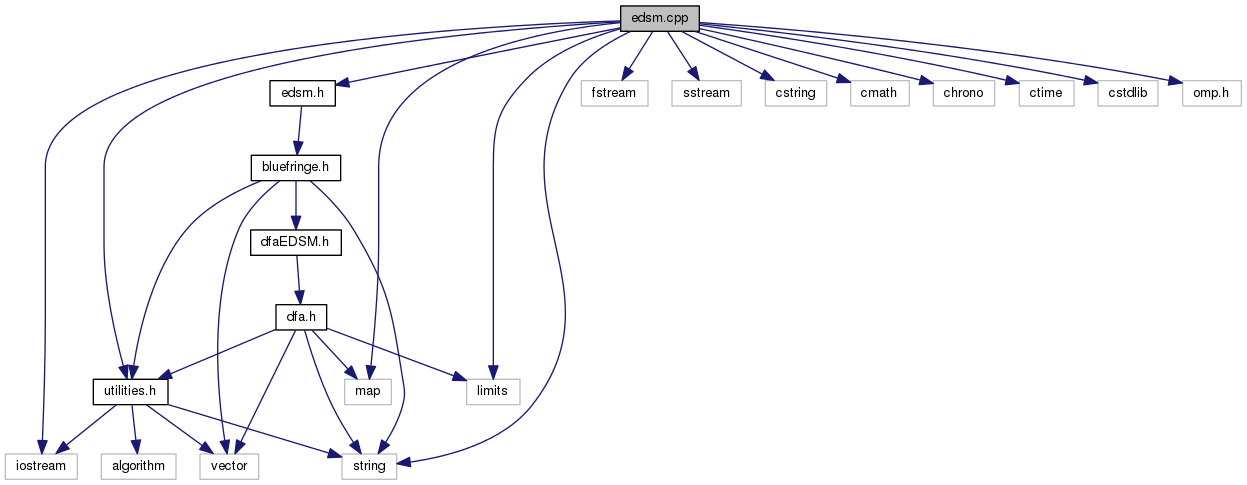 edsm.cpp
edsm.h
fstream
sstream
cstring
cmath
chrono
ctime
cstdlib
omp.h
bluefringe.h
dfaEDSM.h
dfa.h
utilities.h
map
limits
iostream
algorithm
vector
string